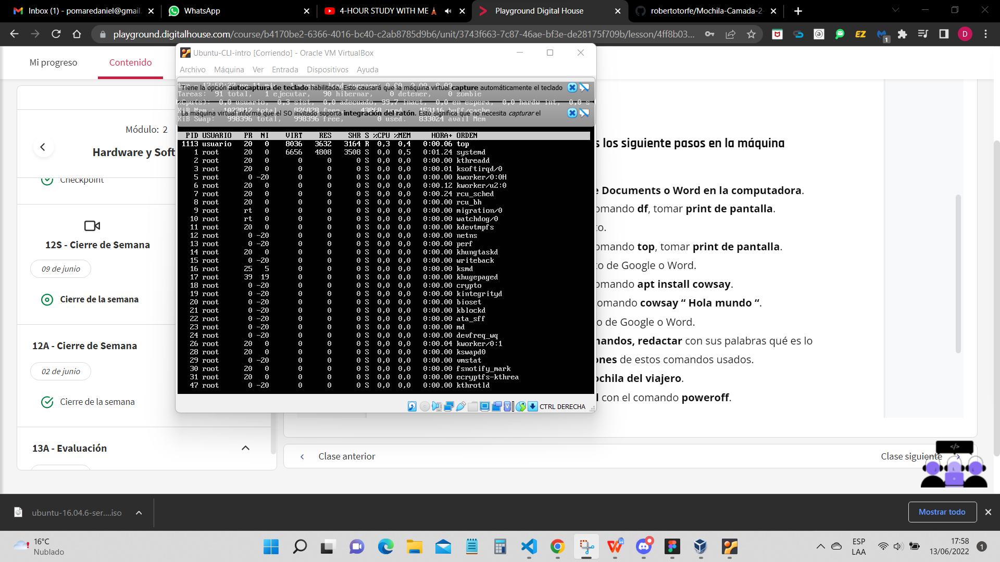 Inbox (1) - pomaredaniel@gmail.
WhatsApp
4-HOUR STUDY WITH ME
Playground Digital House
robertotorfe/Mochila-Camada-2-
playground.digitalhouse.com/course/b4170be2-6366-4016-bc40-c2ab8785d9b6/unit/3743f663-7c87-46ae-bf3e-de28175f709b/lesson/4ff8b03...
EZ
1
D
Mi progreso
Contenido
Módulo: 2
Hardware y Soft
Checkpoint
12S - Cierre de Semana
09 de junio
Cierre de la semana
12A - Cierre de Semana
02 de junio
Cierre de la semana
13A - Evaluación
Ubuntu-CLI-intro [Corriendo] - Oracle VM VirtualBox
Archivo Máquina Ver Entrada Dispositivos Ayuda
Tiene la opción autocaptura de teclado habilitada. Esto causará que la máquina virtual capture automáticamente el teclado
Tareas: 91 total, 1 ejecutar, 90 hibernar, 0 detener, 0 zombie
%Cpu(s): 0,0 usuario, 0,3 sist, 0,0 adecuado, 99,7 inact, 0,0 en espera, 0,0 hardw int, 0,0 s
KiB Mem : 1023812 total, 826828 free, 43868 used, 153116 buff/cache
La máquina virtual informa que el SO invitado soporta integración del ratón. Esto significa que no necesita capturar el
KiB Swap: 998396 total, 998396 free, 0 used. 833024 avail Mem
PID USUARIO PR NI VIRT RES SHR S %CPU %MEM HORA+ ORDEN
1113 usuario 20 0 8036 3632 3164 R 0,3 0,4 0:00.06 top
1 root 20 0 6656 4808 3508 S 0,0 0,5 0:01.24 systemd
2 root 20 0 0 0 0 S 0,0 0,0 0:00.00 kthreadd
3 root 20 0 0 0 0 S 0,0 0,0 0:00.01 ksoftirqd/0
5 root 0 -20 0 0 0 S 0,0 0,0 0:00.00 kworker/0:0H
6 root 20 0 0 0 0 S 0,0 0,0 0:00.12 kworker/u2:0
7 root 20 0 0 0 0 S 0,0 0,0 0:00.24 rcu_sched
8 root 20 0 0 0 0 S 0,0 0,0 0:00.00 rcu_bh
9 root rt 0 0 0 0 S 0,0 0,0 0:00.00 migration/0
10 root rt 0 0 0 0 S 0,0 0,0 0:00.00 watchdog/0
11 root 20 0 0 0 0 S 0,0 0,0 0:00.00 kdevtmpfs
12 root 0 -20 0 0 0 S 0,0 0,0 0:00.00 netns
13 root 0 -20 0 0 0 S 0,0 0,0 0:00.00 perf
14 root 20 0 0 0 0 S 0,0 0,0 0:00.00 khungtaskd
15 root 0 -20 0 0 0 S 0,0 0,0 0:00.00 writeback
16 root 25 5 0 0 0 S 0,0 0,0 0:00.00 ksmd
17 root 39 19 0 0 0 S 0,0 0,0 0:00.00 khugepaged
18 root 0 -20 0 0 0 S 0,0 0,0 0:00.00 crypto
19 root 0 -20 0 0 0 S 0,0 0,0 0:00.00 kintegrityd
20 root 0 -20 0 0 0 S 0,0 0,0 0:00.00 bioset
21 root 0 -20 0 0 0 S 0,0 0,0 0:00.00 kblockd
22 root 0 -20 0 0 0 S 0,0 0,0 0:00.00 ata_sff
23 root 0 -20 0 0 0 S 0,0 0,0 0:00.00 md
24 root 0 -20 0 0 0 S 0,0 0,0 0:00.00 devfreq_wq
26 root 20 0 0 0 0 S 0,0 0,0 0:00.04 kworker/0:1
28 root 20 0 0 0 0 S 0,0 0,0 0:00.00 kswapd0
29 root 0 -20 0 0 0 S 0,0 0,0 0:00.00 vmstat
30 root 20 0 0 0 0 S 0,0 0,0 0:00.00 fsnotify_mark
31 root 20 0 0 0 0 S 0,0 0,0 0:00.00 ecryptfs-kthrea
47 root 0 -20 0 0 0 S 0,0 0,0 0:00.00 kthrotld
CTRL DERECHA
s los siguiente pasos en la máquina
e Documents o Word en la computadora.
omando df, tomar print de pantalla.
to.
omando top, tomar print de pantalla.
to de Google o Word.
omando apt install cowsay.
omando cowsay “ Hola mundo “.
o de Google o Word.
mandos, redactar con sus palabras qué es lo
ones de estos comandos usados.
ochila del viajero.
l con el comando poweroff.
Clase anterior
Clase siguiente
</>
ubuntu-16.04.6-ser....iso
Mostrar todo
16°C
Nublado
ESP
LAA
17:58
13/06/2022
1